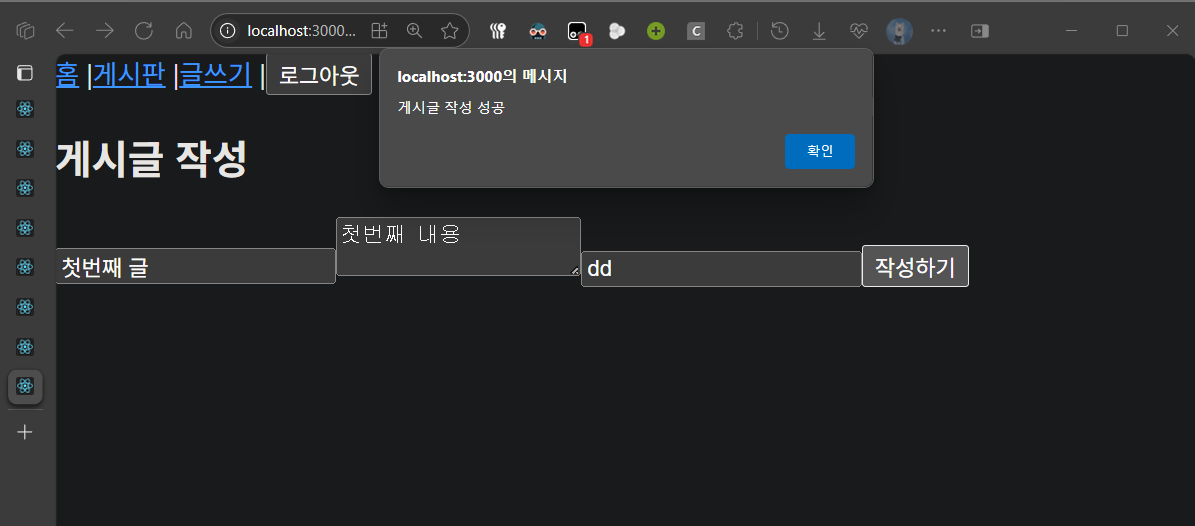 localhost:3000...
1
C
홈 |게시판 |글쓰기 | 로그아웃
localhost:3000의 메시지
게시글 작성 성공
확인
게시글 작성
첫번째 글
첫번째 내용
dd
작성하기